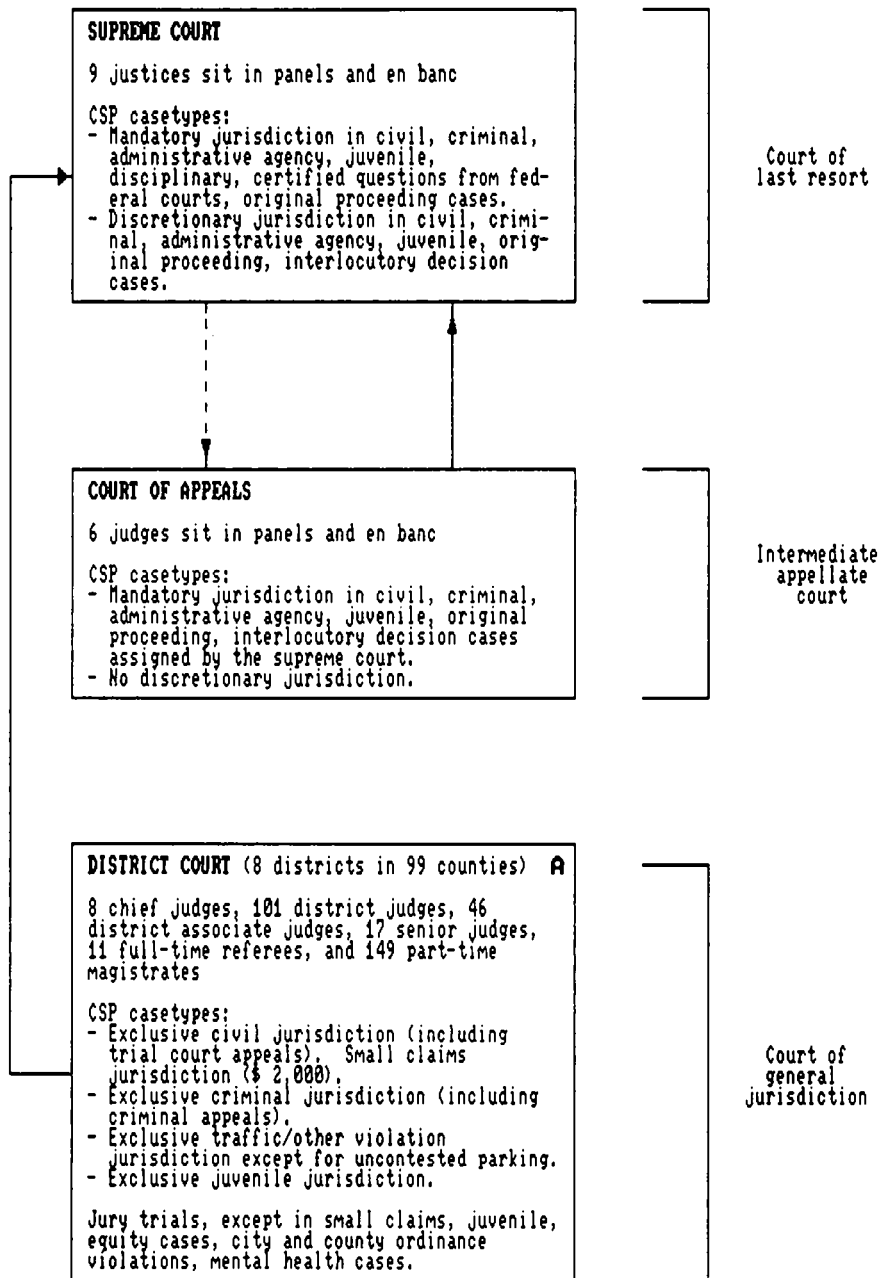 SUPREME COURT
9 justices sit in panels and en banc
CSP casetypes:
- Mandatory jurisdiction in civil, criminal,
administrative agency, juvenile,
disciplinary, certified questions from fed-
eral courts, original proceeding cases.
- Discretionary jurisdiction in civil, crimi-
nal, administrative agency, juvenile, orig-
inal proceeding, interlocutory decision
cases.
Court of
last resort
COURT OF APPEALS
6 judges sit in panels and en banc
CSP casetypes:
- Mandatory jurisdiction in civil, criminal,
administrative agency, juvenile, original
proceeding, interlocutory decision cases
assigned by the supreme court.
- No discretionary jurisdiction.
Intermediate
appellate
court
DISTRICT COURT (8 districts in 99 counties) A
8 chief judges, 101 district judges, 46
district associate judges, 17 senior judges,
11 full-time referees, and 149 part-time
magistrates
CSP casetypes:
- Exclusive civil jurisdiction (including
trial court appeals). Small claims
jurisdiction ($ 2,000).
- Exclusive criminal jurisdiction (including
criminal appeals).
- Exclusive traffic/other violation
jurisdiction except for uncontested parking.
- Exclusive juvenile jurisdiction.
Jury trials, except in small claims, juvenile,
equity cases, city and county ordinance
violations, mental health cases.
Court of
general
jurisdiction